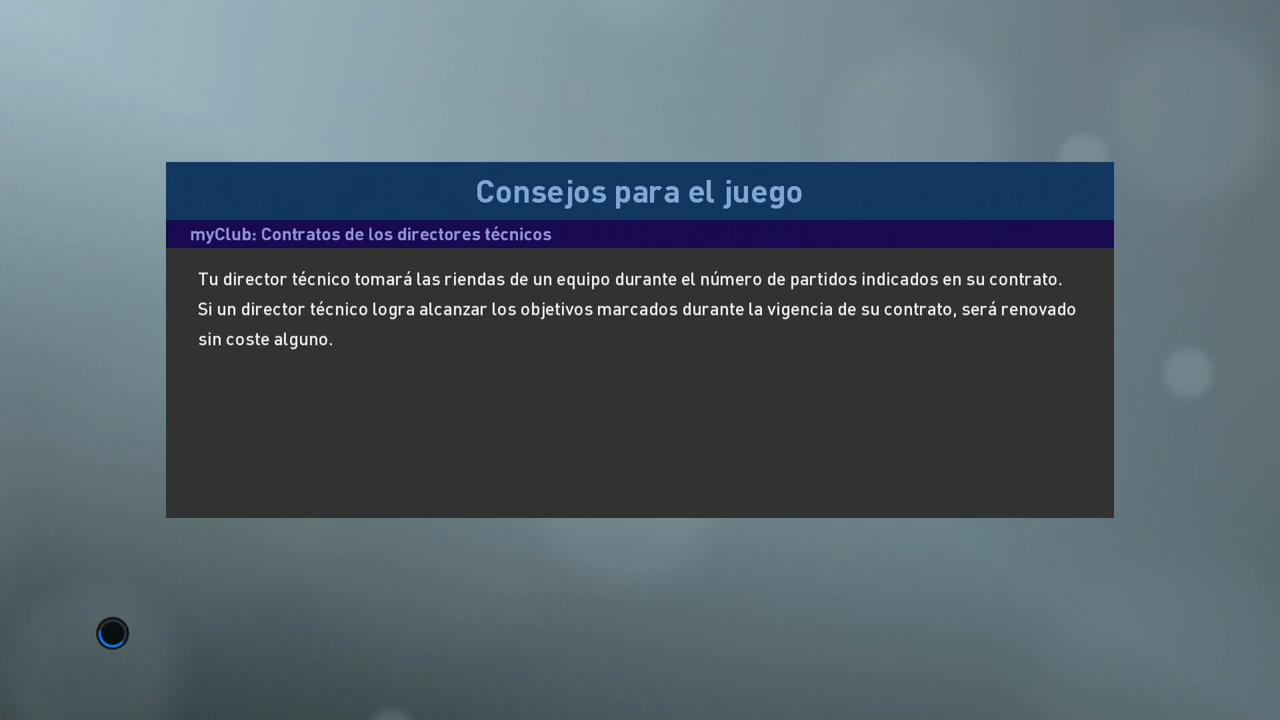 Consejos para el juego
myClub: Contratos de los directores técnicos
Tu director técnico tomará las riendas de un equipo durante el número de partidos indicados en su contrato.
Si un director técnico logra alcanzar los objetivos marcados durante la vigencia de su contrato, será renovado
sin coste alguno.